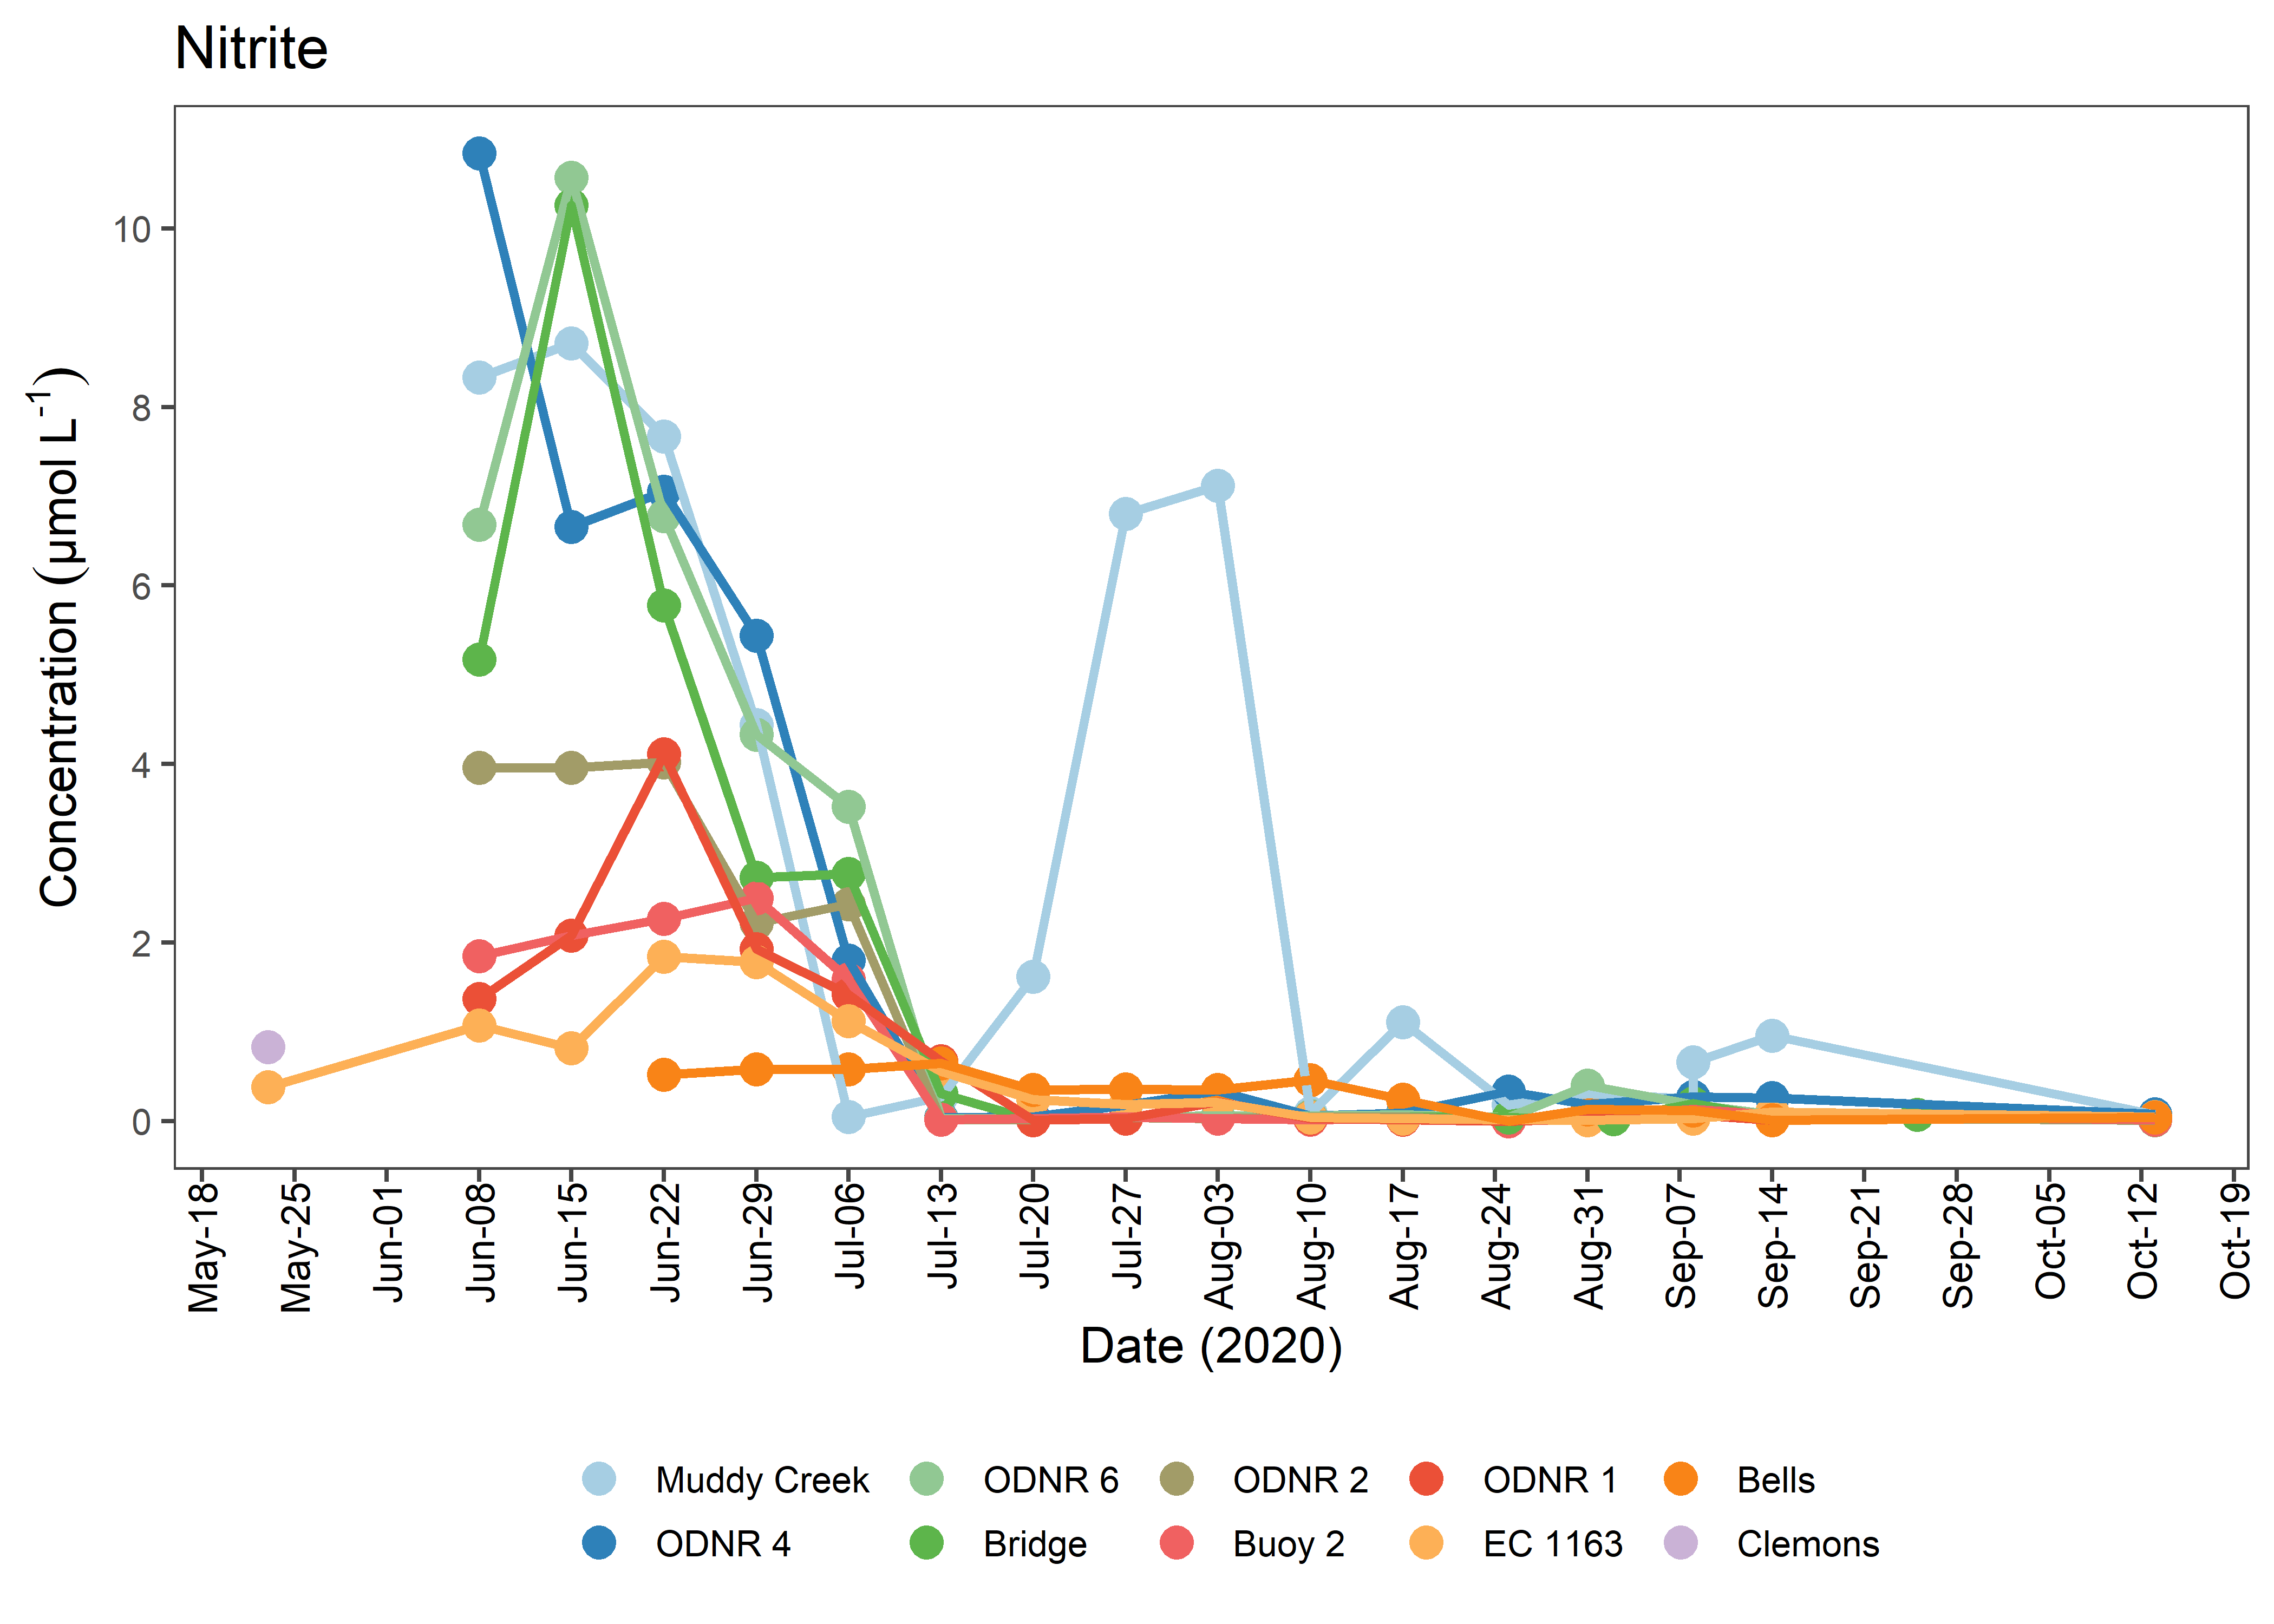 Nitrite
Concentration (µmol L⁻¹)
10
8
6
4
2
0
May-18
May-25
Jun-01
Jun-08
Jun-15
Jun-22
Jun-29
Jul-06
Jul-13
Jul-20
Jul-27
Aug-03
Aug-10
Aug-17
Aug-24
Aug-31
Sep-07
Sep-14
Sep-21
Sep-28
Oct-05
Oct-12
Oct-19
Date (2020)
Muddy Creek ODNR 6 ODNR 2 ODNR 1 Bells
ODNR 4 Bridge Buoy 2 EC 1163 Clemons